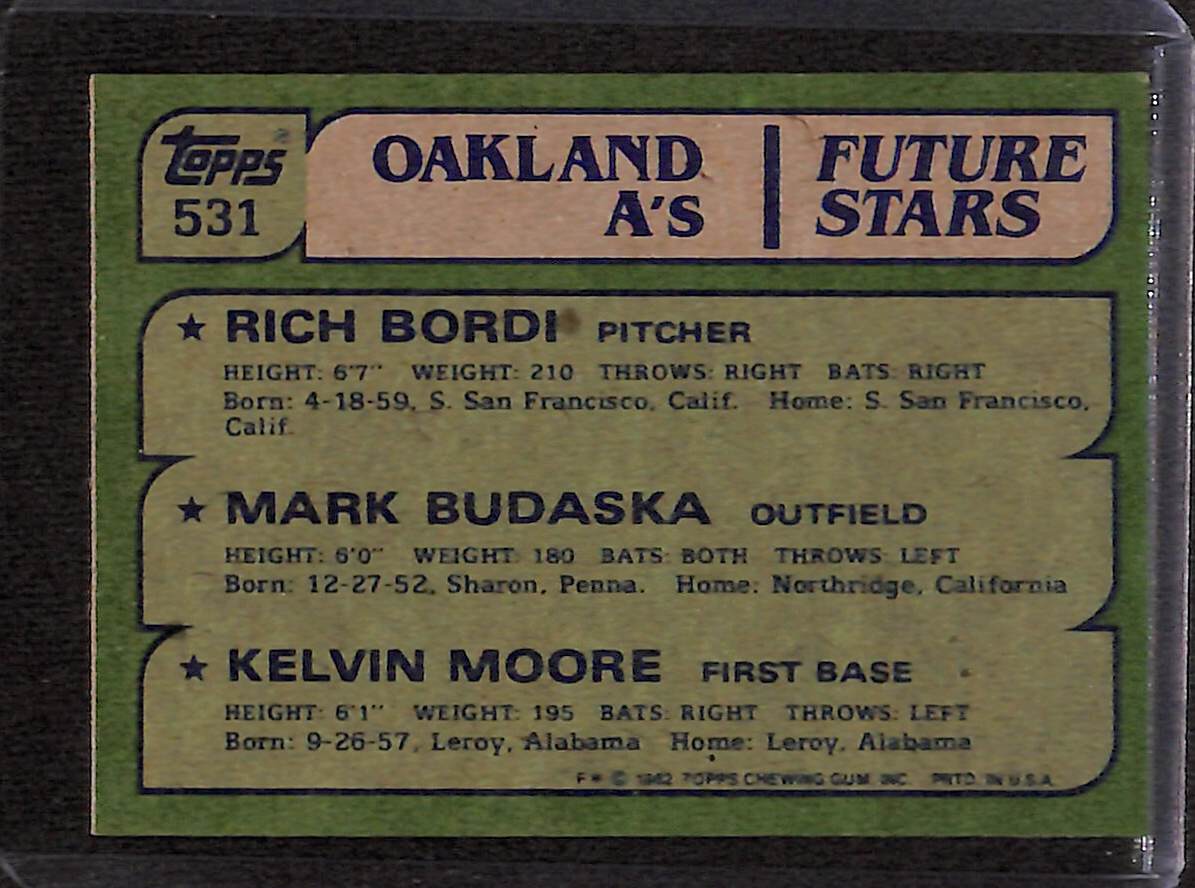 Topps®
531
OAKLAND
A'S
FUTURE
STARS
★ RICH BORDI PITCHER
HEIGHT: 6'7" WEIGHT: 210 THROWS: RIGHT BATS: RIGHT
Born: 4-18-59, S. San Francisco, Calif. Home: S. San Francisco,
Calif.
★ MARK BUDASKA OUTFIELD
HEIGHT: 6'0" WEIGHT: 180 BATS: BOTH THROWS: LEFT
Born: 12-27-52, Sharon, Penna. Home: Northridge, California
★ KELVIN MOORE FIRST BASE
HEIGHT: 6'1" WEIGHT: 195 BATS: RIGHT THROWS: LEFT
Born: 9-26-57, Leroy, Alabama Home: Leroy, Alabama
F* © 1982 TOPPS CHEWING GUM, INC. PRTD. IN U.S.A.